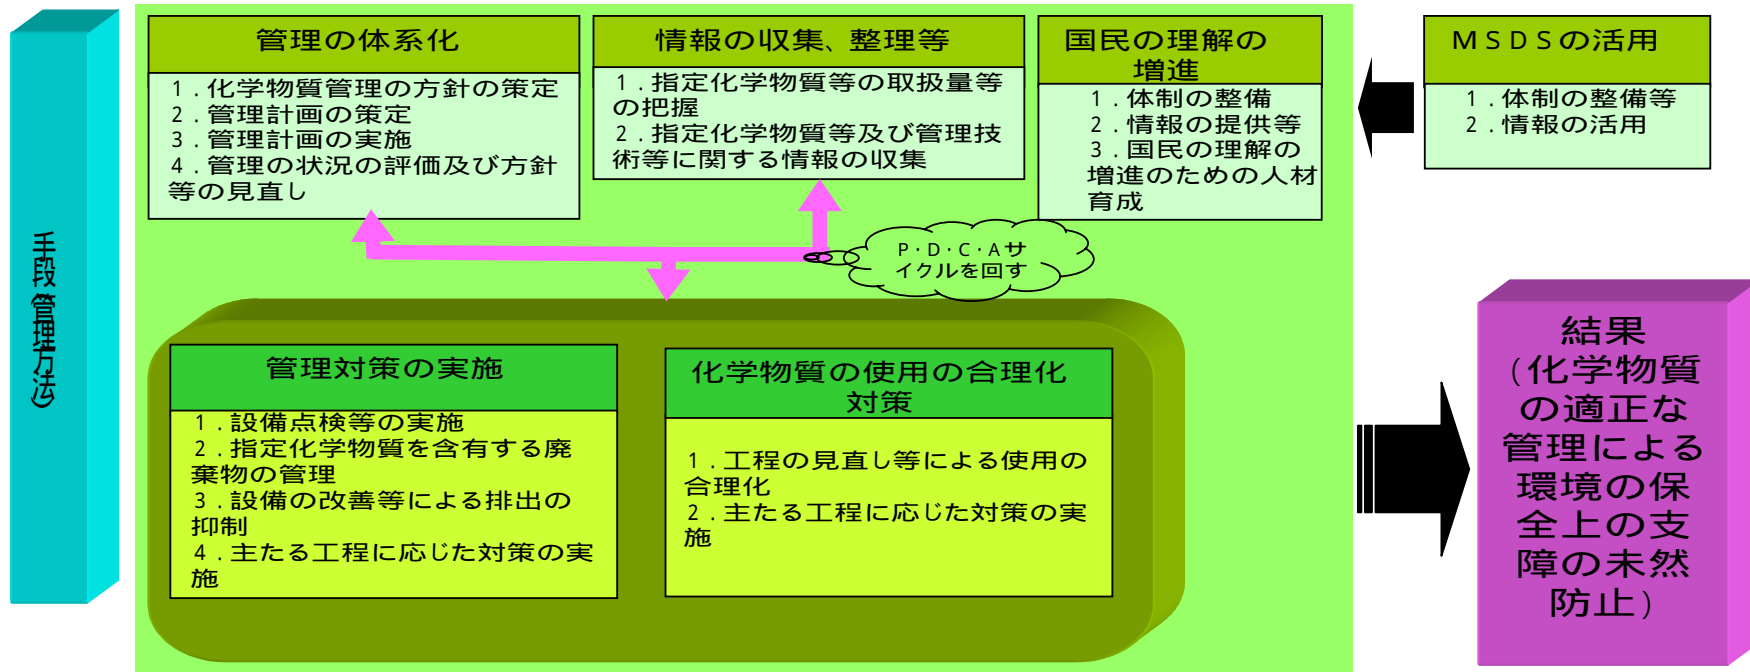 手段(管理方法)
管理の体系化
1.化学物質管理の方針の策定
2.管理計画の策定
3.管理計画の実施
4.管理の状況の評価及び方針
等の見直し
情報の収集、整理等
1.指定化学物質等の取扱量等
の把握
2.指定化学物質等及び管理技
術等に関する情報の収集
国民の理解の
増進
1.体制の整備
2.情報の提供等
3.国民の理解の
増進のための人材
育成
MSDSの活用
1.体制の整備等
2.情報の活用
P・D・C・Aサ
イクルを回す
管理対策の実施
1.設備点検等の実施
2.指定化学物質を含有する廃
棄物の管理
3.設備の改善等による排出の
抑制
4.主たる工程に応じた対策の実
施
化学物質の使用の合理化
対策
1.工程の見直し等による使用の
合理化
2.主たる工程に応じた対策の実
施
結果
(化学物質
の適正な
管理による
環境の保
全上の支
障の未然
防止)